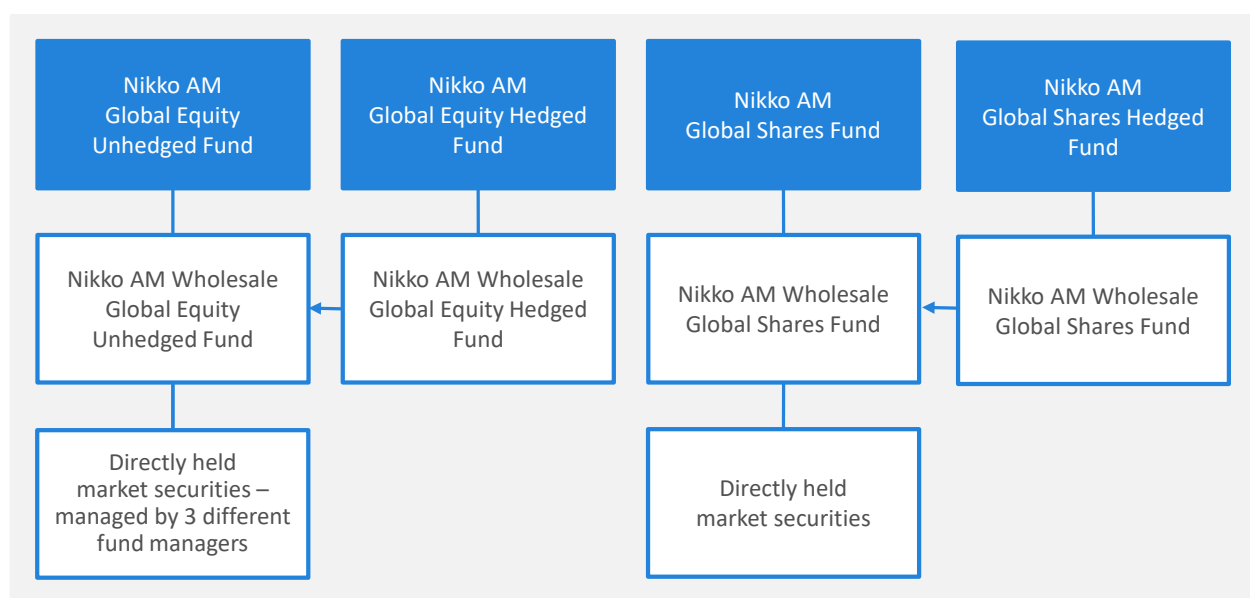 Nikko AM
Global Equity
Unhedged Fund
Nikko AM
Global Equity Hedged
Fund
Nikko AM
Global Shares Fund
Nikko AM
Global Shares Hedged
Fund
Nikko AM Wholesale
Global Equity
Unhedged Fund
Nikko AM Wholesale
Global Equity Hedged
Fund
Nikko AM Wholesale
Global Shares Fund
Nikko AM Wholesale
Global Shares Fund
Directly held
market securities –
managed by 3 different
fund managers
Directly held
market securities